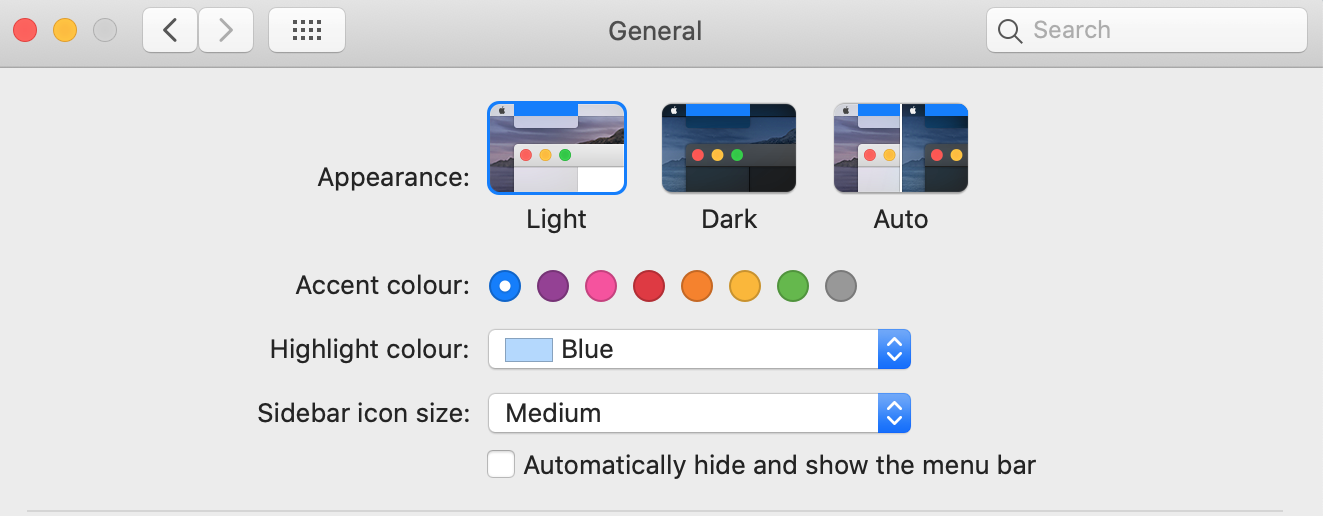 General
Search
Appearance:
Light
Dark
Auto
Accent colour:
Highlight colour: Blue
Sidebar icon size: Medium
Automatically hide and show the menu bar